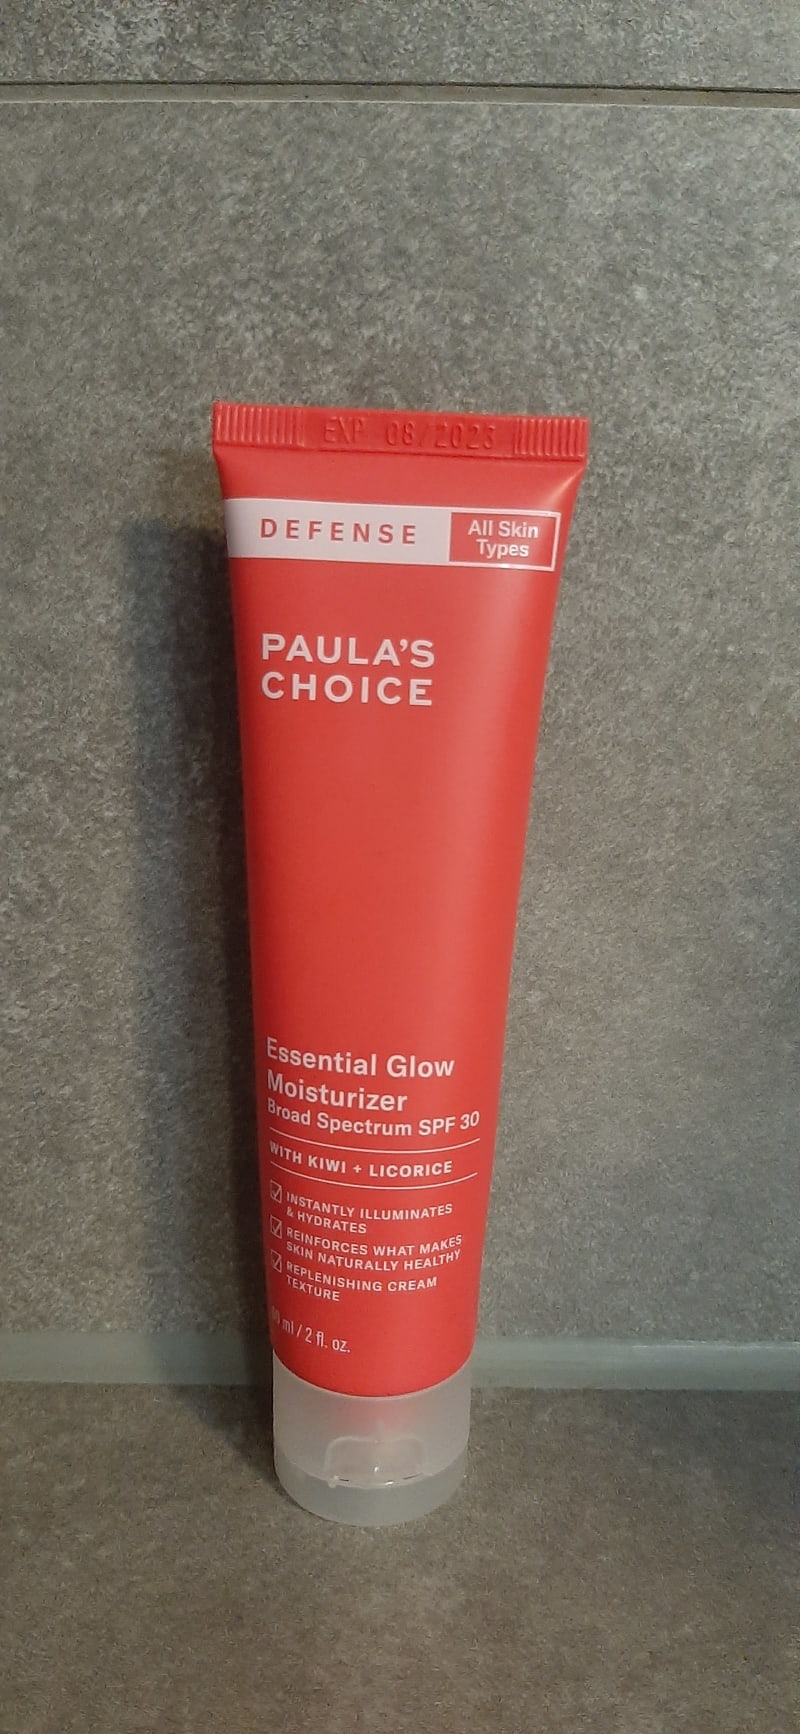 EXP 08/2023
DEFENSE
All Skin
Types
PAULA'S
CHOICE
Essential Glow
Moisturizer
Broad Spectrum SPF 30
WITH KIWI + LICORICE
INSTANTLY ILLUMINATES
& HYDRATES
REINFORCES WHAT MAKES
SKIN NATURALLY HEALTHY
REPLENISHING CREAM
TEXTURE
ml / 2 fl. oz.